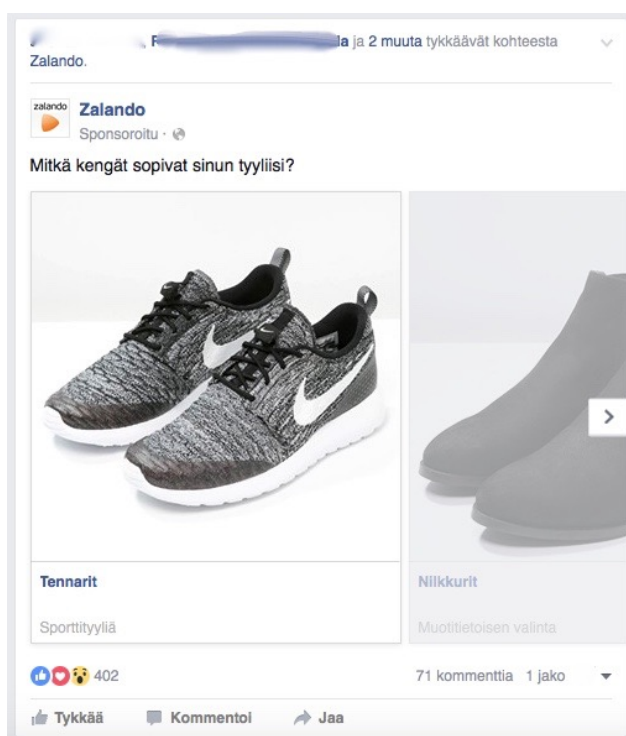 la ja 2 muuta tykkäävät kohteesta
Zalando.
zalando
Zalando
Sponsoroitu ·
Mitkä kengät sopivat sinun tyyliisi?
Tennarit
Sporttityyliä
Nilkkurit
Muotitietoisen valinta
402
71 kommenttia 1 jako
Tykkää Kommentoi Jaa